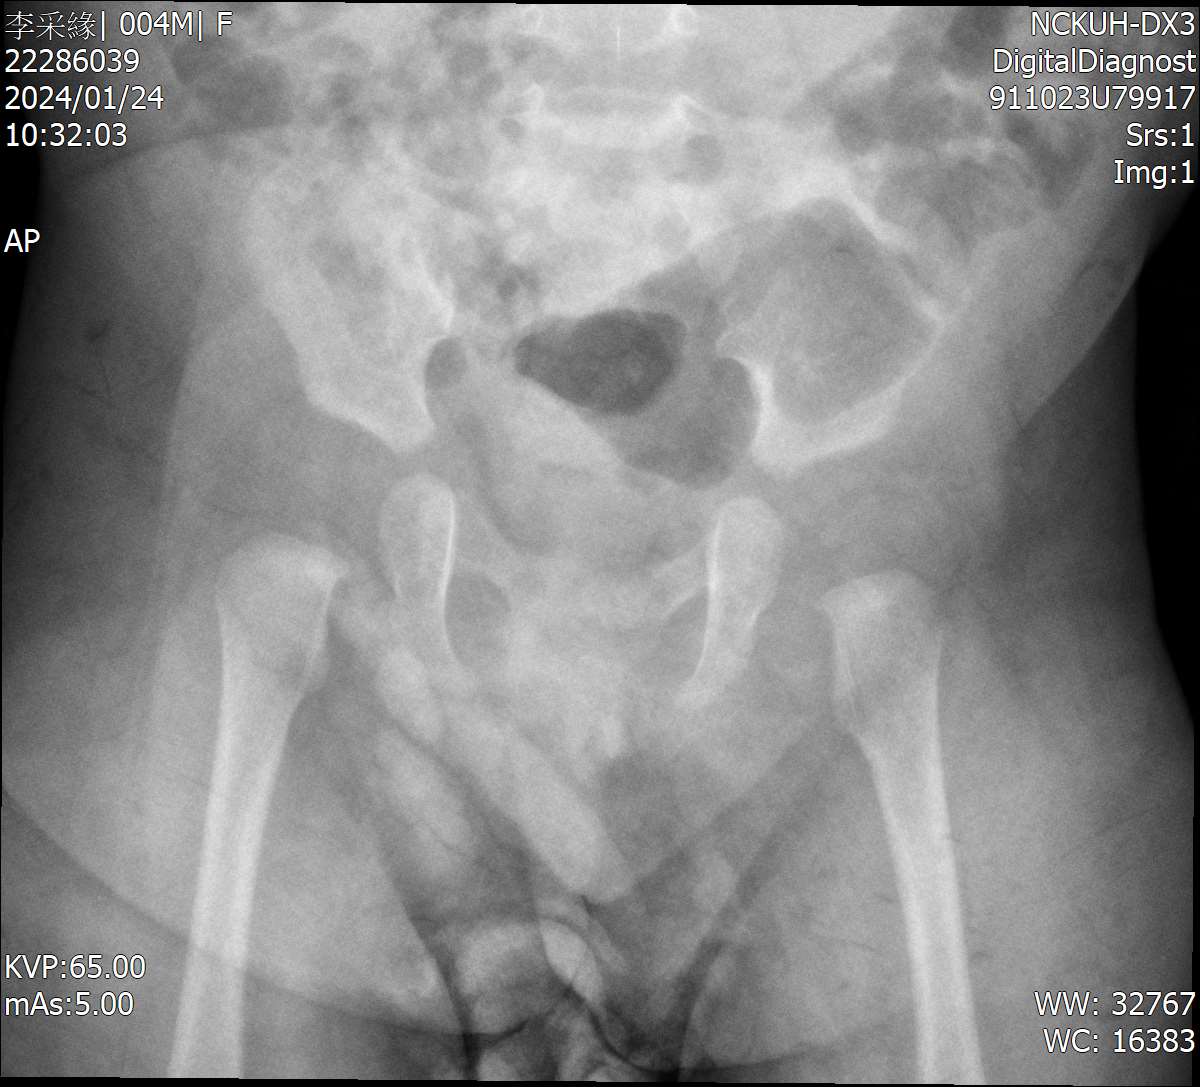 李采緣| 004M| F
22286039
2024/01/24
10:32:03
AP
NCKUH-DX3
DigitalDiagnost
911023U79917
Srs:1
Img:1
KVP:65.00
mAs:5.00
WW: 32767
WC: 16383